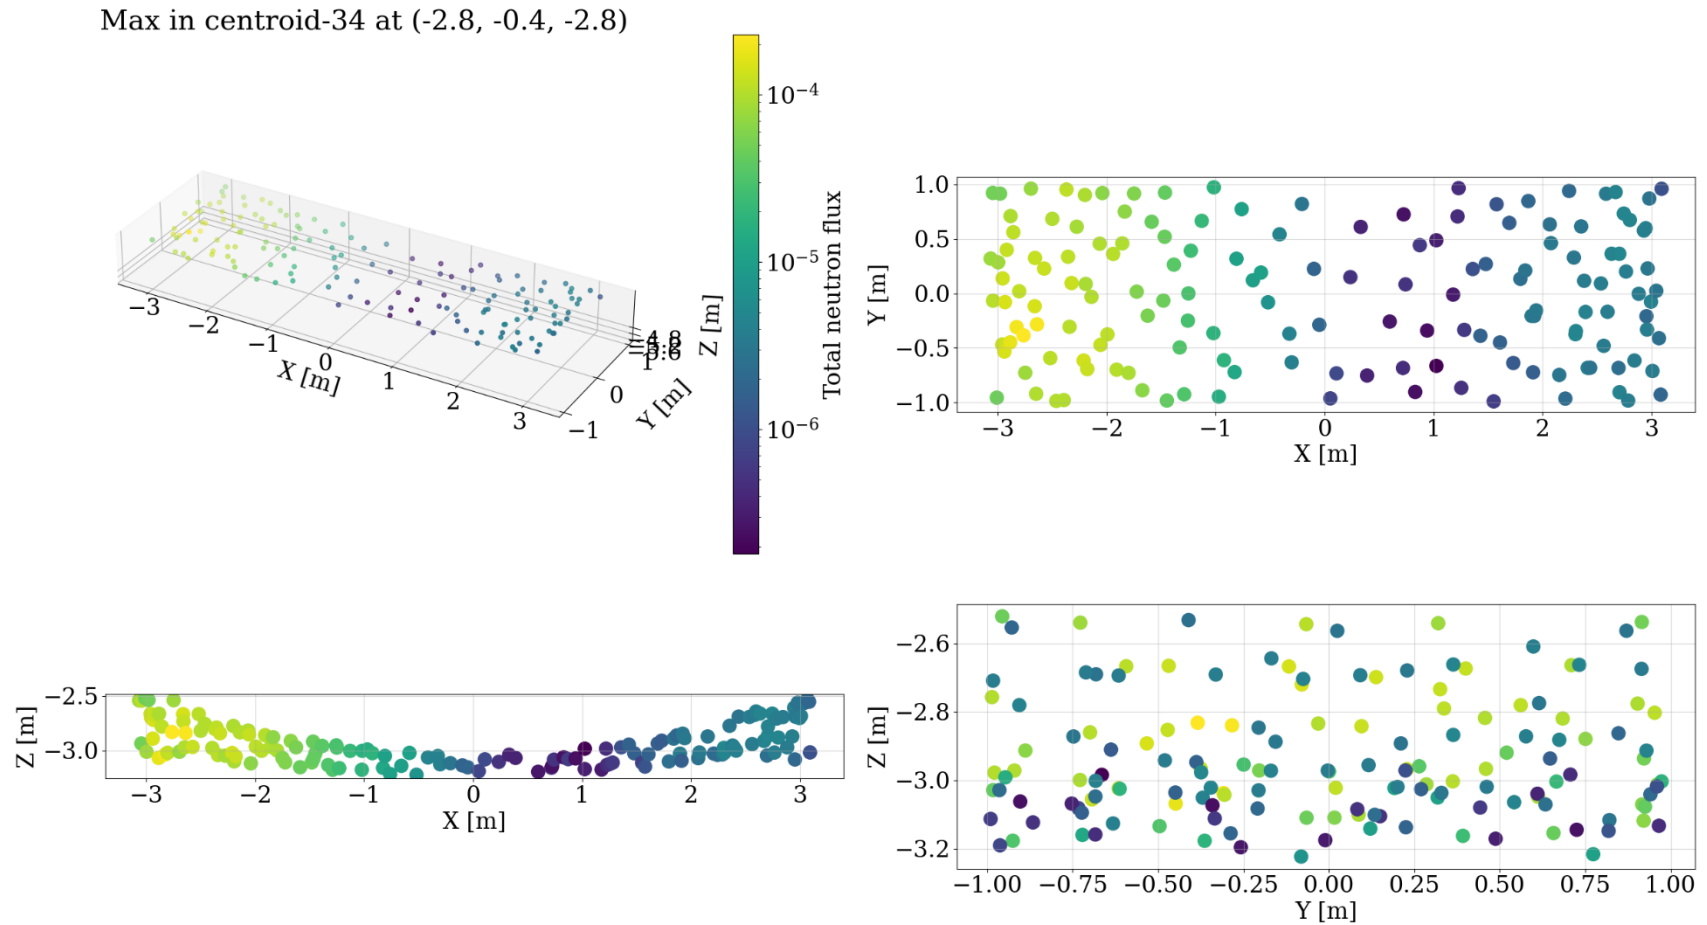 Max in centroid-34 at (-2.8, -0.4, -2.8)
10−4
10−5
10−6
Total neutron flux
−3
−2
−1
0
1
2
3
X [m]
−1
0
1
Y [m]
Z [m]
1.0
0.5
0.0
−0.5
−1.0
Y [m]
−3 −2 −1 0 1 2 3
X [m]
−2.5
−3.0
Z [m]
−3 −2 −1 0 1 2 3
X [m]
−2.6
−2.8
−3.0
−3.2
Z [m]
−1.00 −0.75 −0.50 −0.25 0.00 0.25 0.50 0.75 1.00
Y [m]